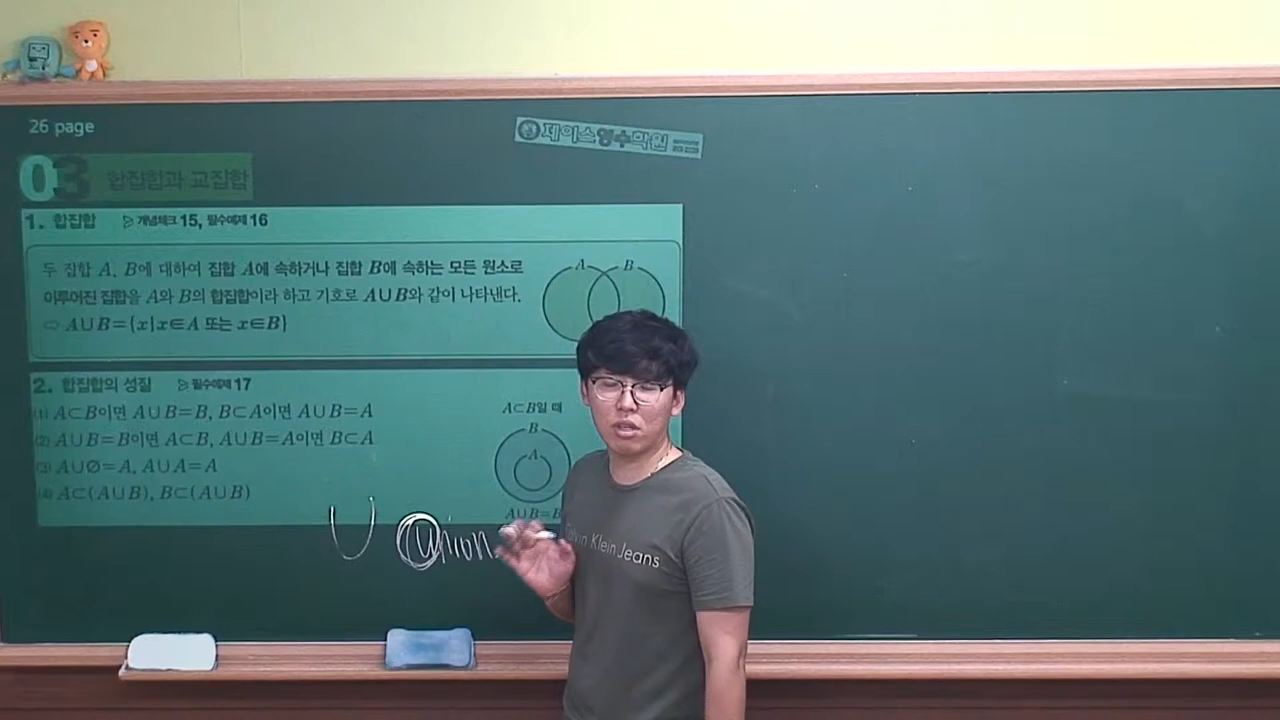 26 page
제이스영수학원
03 합집합과 교집합
1. 합집합 ▷ 개념체크 15, 필수예제 16
두 집합 A, B에 대하여 집합 A에 속하거나 집합 B에 속하는 모든 원소로
이루어진 집합을 A와 B의 합집합이라 하고 기호로 A∪B와 같이 나타낸다.
⇨ A∪B={x|x∈A 또는 x∈B}
A B
2. 합집합의 성질 ▷ 필수예제 17
(1) A⊂B이면 A∪B=B, B⊂A이면 A∪B=A
(2) A∪B=B이면 A⊂B, A∪B=A이면 B⊂A
(3) A∪∅=A, A∪A=A
(4) A⊂(A∪B), B⊂(A∪B)
A⊂B일 때
B
A
A∪B=B
∪ union
Calvin Klein Jeans